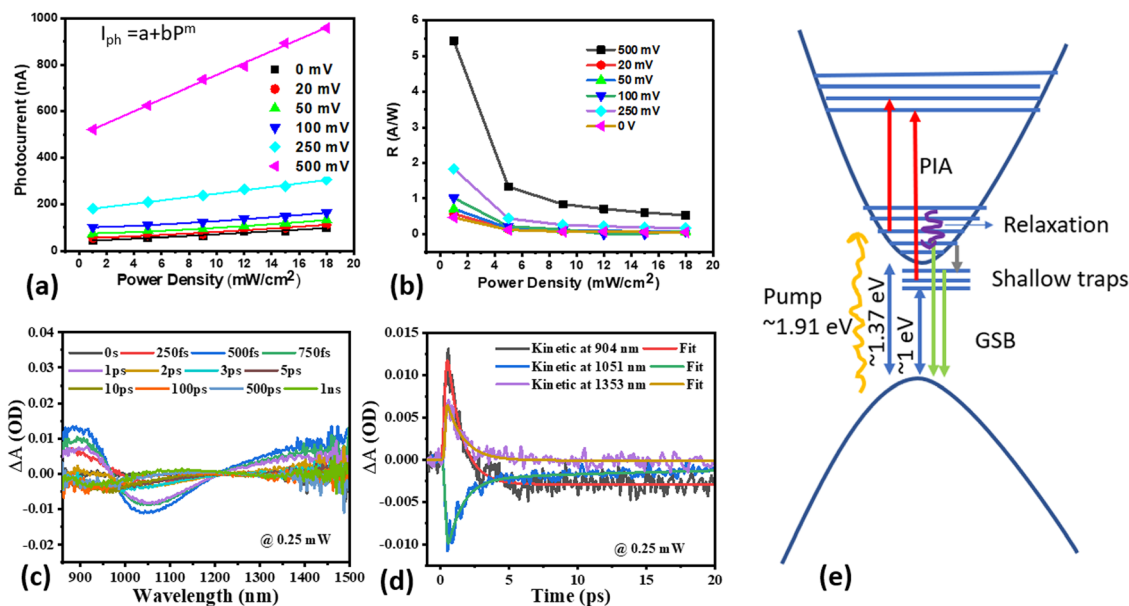 I_ph =a+bP^m
0 mV
20 mV
50 mV
100 mV
250 mV
500 mV
Photocurrent (nA)
1000
800
600
400
200
0
0 2 4 6 8 10 12 14 16 18 20
Power Density (mW/cm²)
(a)
500 mV
20 mV
50 mV
100 mV
250 mV
0 V
R (A/W)
6
5
4
3
2
1
0
0 2 4 6 8 10 12 14 16 18 20
Power Density (mW/cm²)
(b)
0s 250fs 500fs 750fs
1ps 2ps 3ps 5ps
10ps 100ps 500ps 1ns
ΔA (OD)
0.04
0.03
0.02
0.01
0.00
-0.01
-0.02
@ 0.25 mW
900 1000 1100 1200 1300 1400 1500
Wavelength (nm)
(c)
Kinetic at 904 nm Fit
Kinetic at 1051 nm Fit
Kinetic at 1353 nm Fit
ΔA (OD)
0.015
0.010
0.005
0.000
-0.005
-0.010
@ 0.25 mW
0 5 10 15 20
Time (ps)
(d)
PIA
Relaxation
Shallow traps
Pump
~1.91 eV
~1.37 eV
~1 eV
GSB
(e)